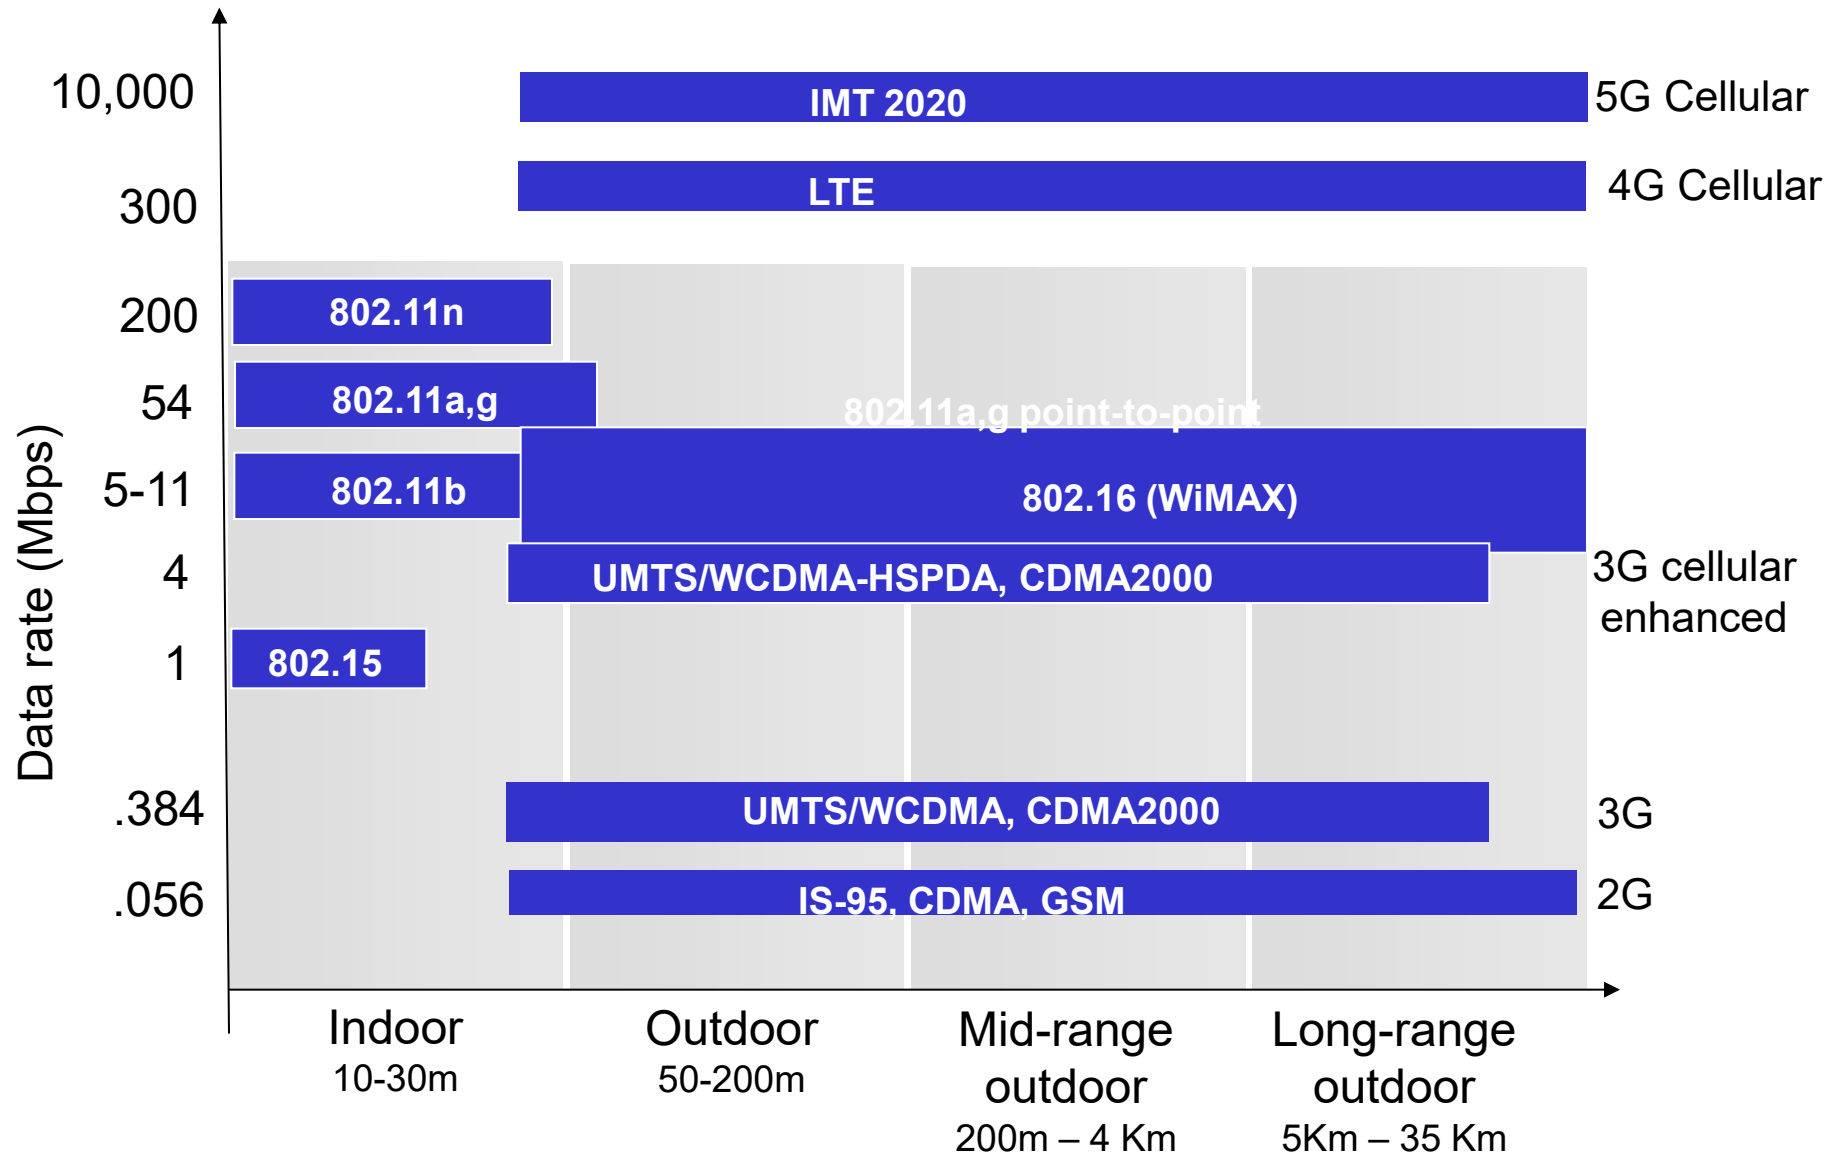 10,000
IMT 2020
5G Cellular
300
LTE
4G Cellular
200
802.11n
54
802.11a,g
802.11a,g point-to-point
Data rate (Mbps)
5-11
802.11b
802.16 (WiMAX)
4
UMTS/WCDMA-HSPDA, CDMA2000
3G cellular
enhanced
1
802.15
.384
UMTS/WCDMA, CDMA2000
3G
.056
IS-95, CDMA, GSM
2G
Indoor
10-30m
Outdoor
50-200m
Mid-range
outdoor
200m – 4 Km
Long-range
outdoor
5Km – 35 Km